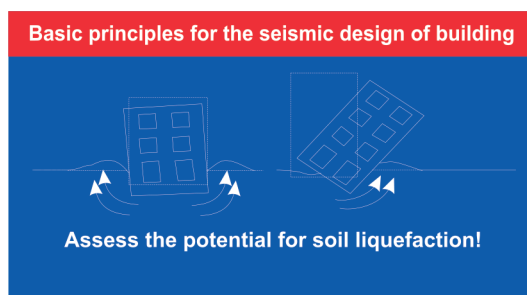 Basic principles for the seismic design of building
Assess the potential for soil liquefaction!